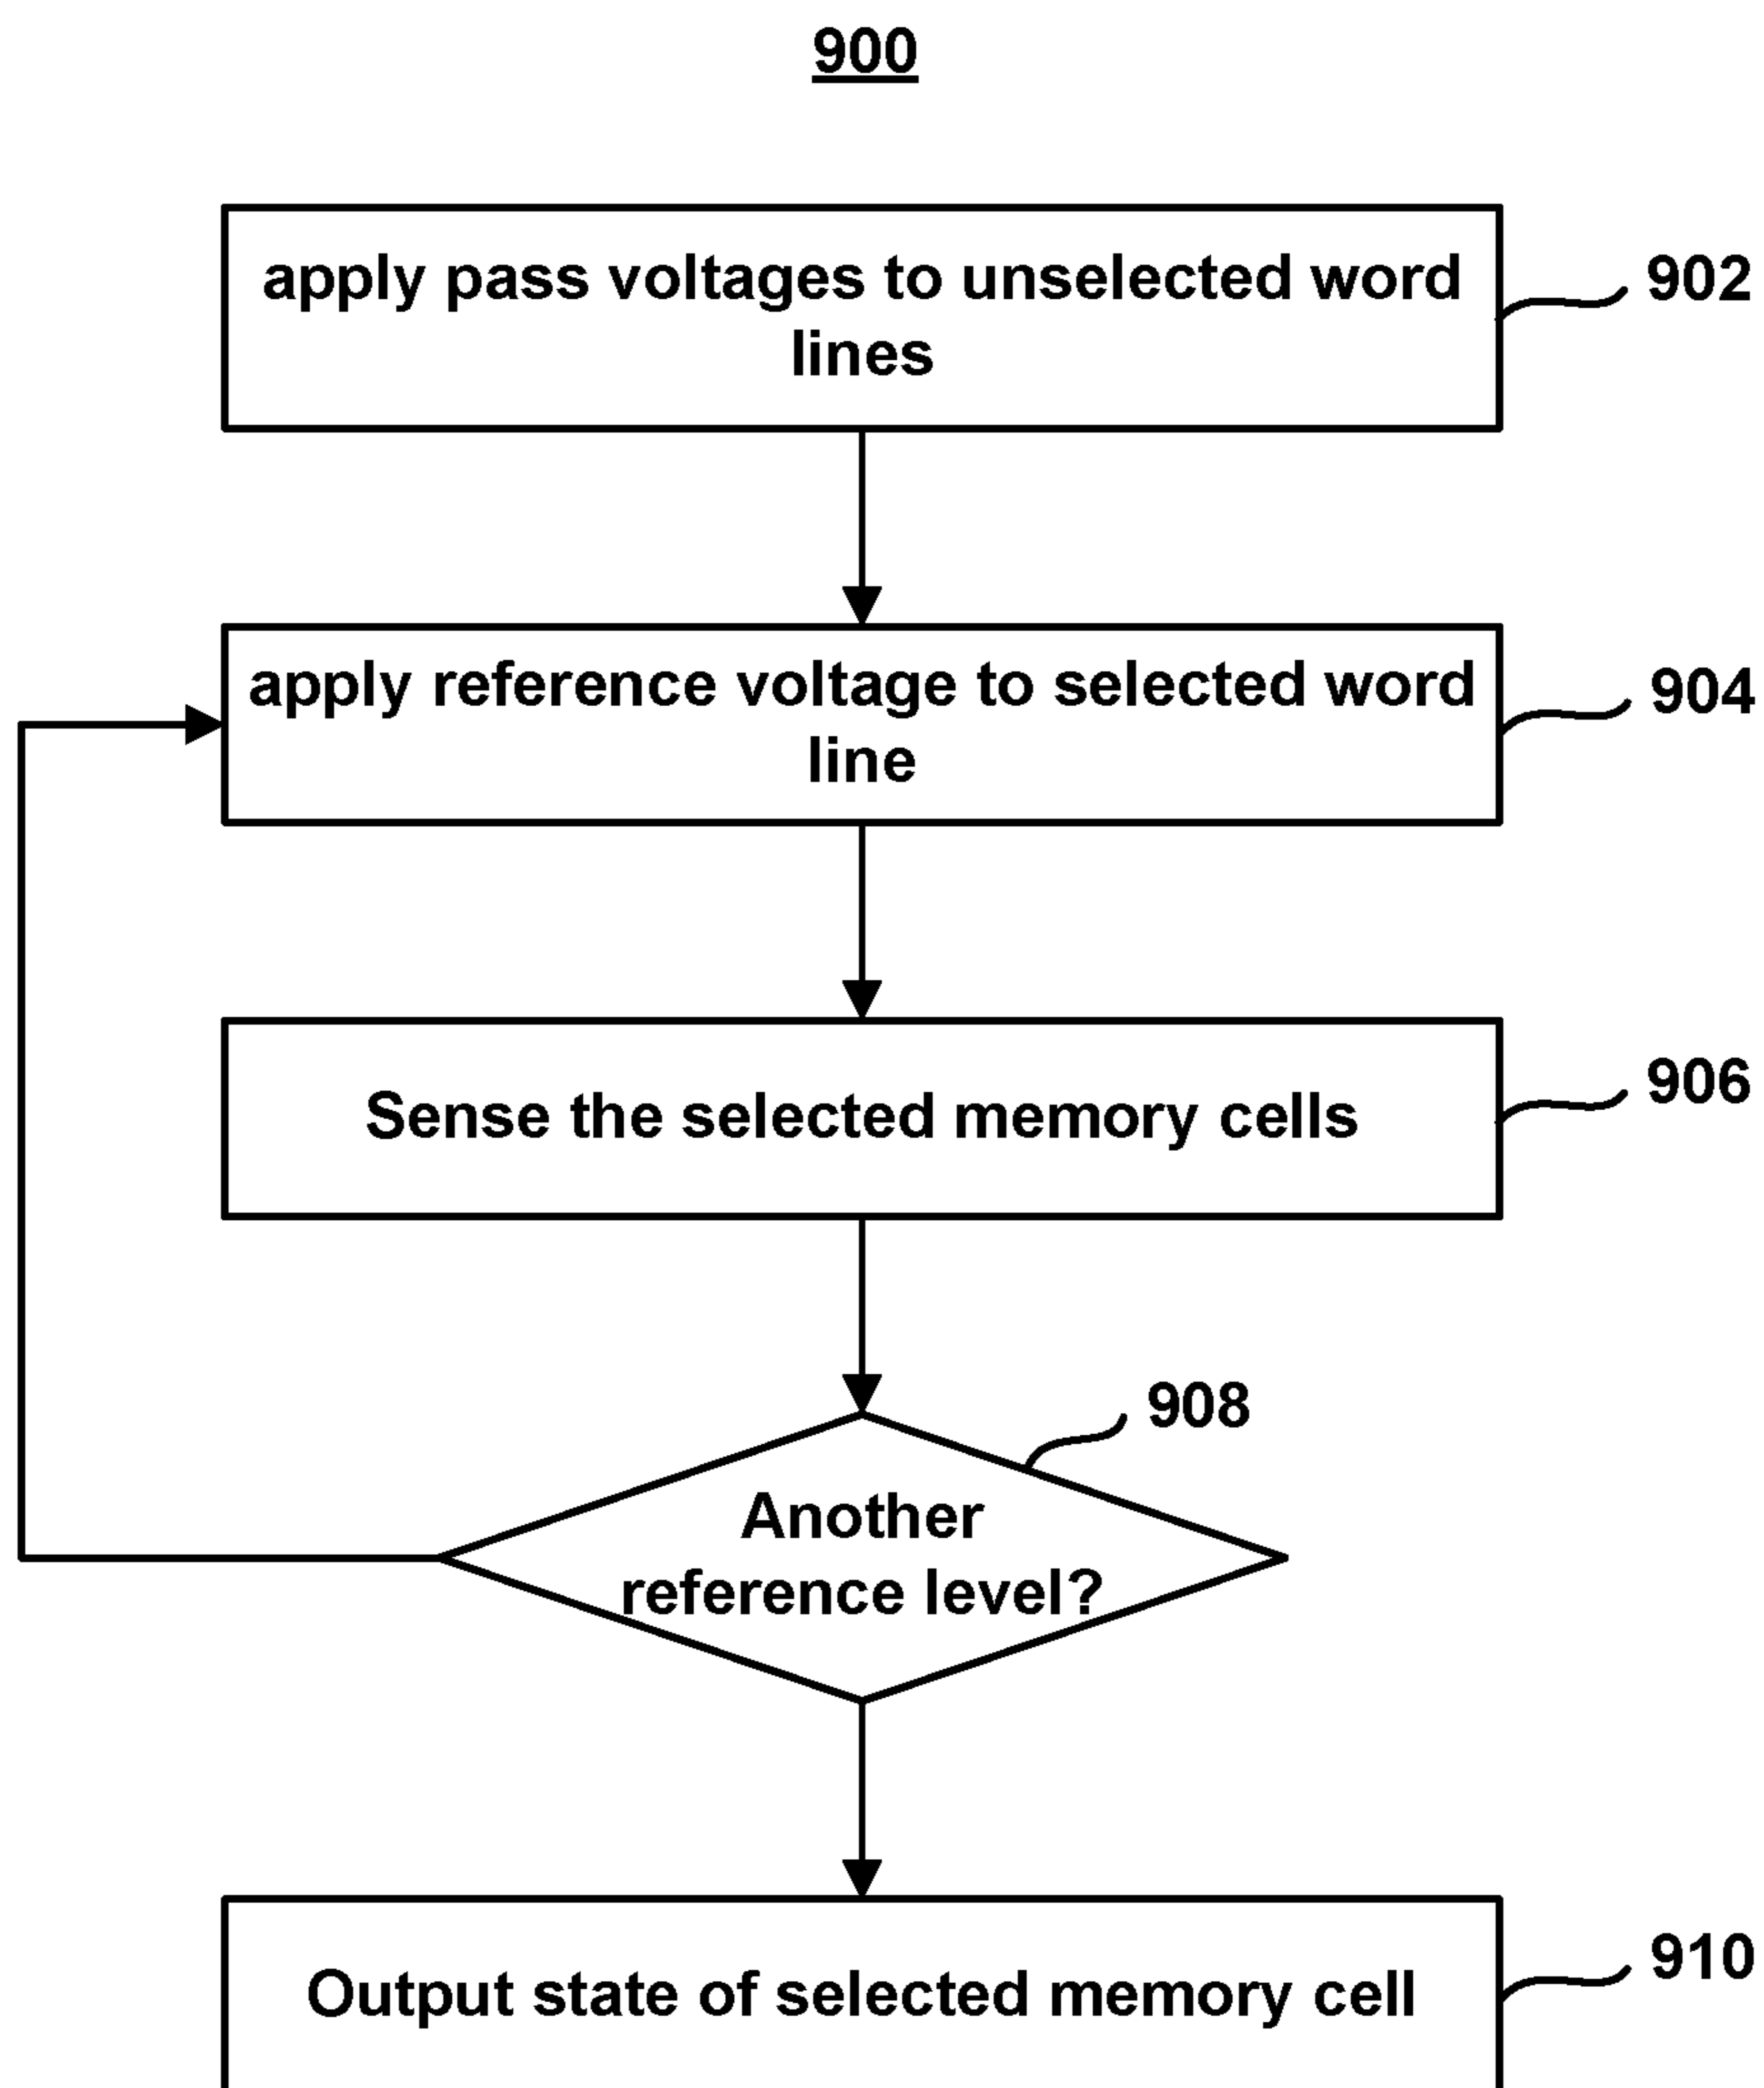 900
apply pass voltages to unselected word
lines
902
apply reference voltage to selected word
line
904
Sense the selected memory cells
906
908
Another
reference level?
Output state of selected memory cell
910